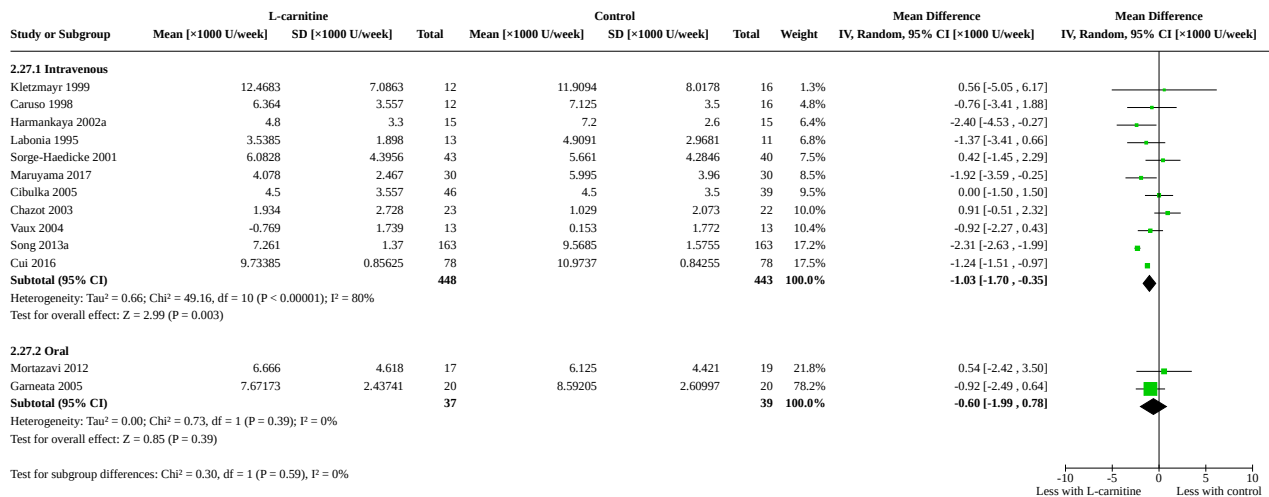 L-carnitine Control Mean Difference Mean Difference
Study or Subgroup Mean [×1000 U/week] SD [×1000 U/week] Total Mean [×1000 U/week] SD [×1000 U/week] Total Weight IV, Random, 95% CI [×1000 U/week] IV, Random, 95% CI [×1000 U/week]
2.27.1 Intravenous
Kletzmayr 1999 12.4683 7.0863 12 11.9094 8.0178 16 1.3% 0.56 [-5.05 , 6.17]
Caruso 1998 6.364 3.557 12 7.125 3.5 16 4.8% -0.76 [-3.41 , 1.88]
Harmankaya 2002a 4.8 3.3 15 7.2 2.6 15 6.4% -2.40 [-4.53 , -0.27]
Labonia 1995 3.5385 1.898 13 4.9091 2.9681 11 6.8% -1.37 [-3.41 , 0.66]
Sorge-Haedicke 2001 6.0828 4.3956 43 5.661 4.2846 40 7.5% 0.42 [-1.45 , 2.29]
Maruyama 2017 4.078 2.467 30 5.995 3.96 30 8.5% -1.92 [-3.59 , -0.25]
Cibulka 2005 4.5 3.557 46 4.5 3.5 39 9.5% 0.00 [-1.50 , 1.50]
Chazot 2003 1.934 2.728 23 1.029 2.073 22 10.0% 0.91 [-0.51 , 2.32]
Vaux 2004 -0.769 1.739 13 0.153 1.772 13 10.4% -0.92 [-2.27 , 0.43]
Song 2013a 7.261 1.37 163 9.5685 1.5755 163 17.2% -2.31 [-2.63 , -1.99]
Cui 2016 9.73385 0.85625 78 10.9737 0.84255 78 17.5% -1.24 [-1.51 , -0.97]
Subtotal (95% CI) 448 443 100.0% -1.03 [-1.70 , -0.35]
Heterogeneity: Tau² = 0.66; Chi² = 49.16, df = 10 (P < 0.00001); I² = 80%
Test for overall effect: Z = 2.99 (P = 0.003)
2.27.2 Oral
Mortazavi 2012 6.666 4.618 17 6.125 4.421 19 21.8% 0.54 [-2.42 , 3.50]
Garneata 2005 7.67173 2.43741 20 8.59205 2.60997 20 78.2% -0.92 [-2.49 , 0.64]
Subtotal (95% CI) 37 39 100.0% -0.60 [-1.99 , 0.78]
Heterogeneity: Tau² = 0.00; Chi² = 0.73, df = 1 (P = 0.39); I² = 0%
Test for overall effect: Z = 0.85 (P = 0.39)
Test for subgroup differences: Chi² = 0.30, df = 1 (P = 0.59), I² = 0%
-10 -5 0 5 10
Less with L-carnitine Less with control